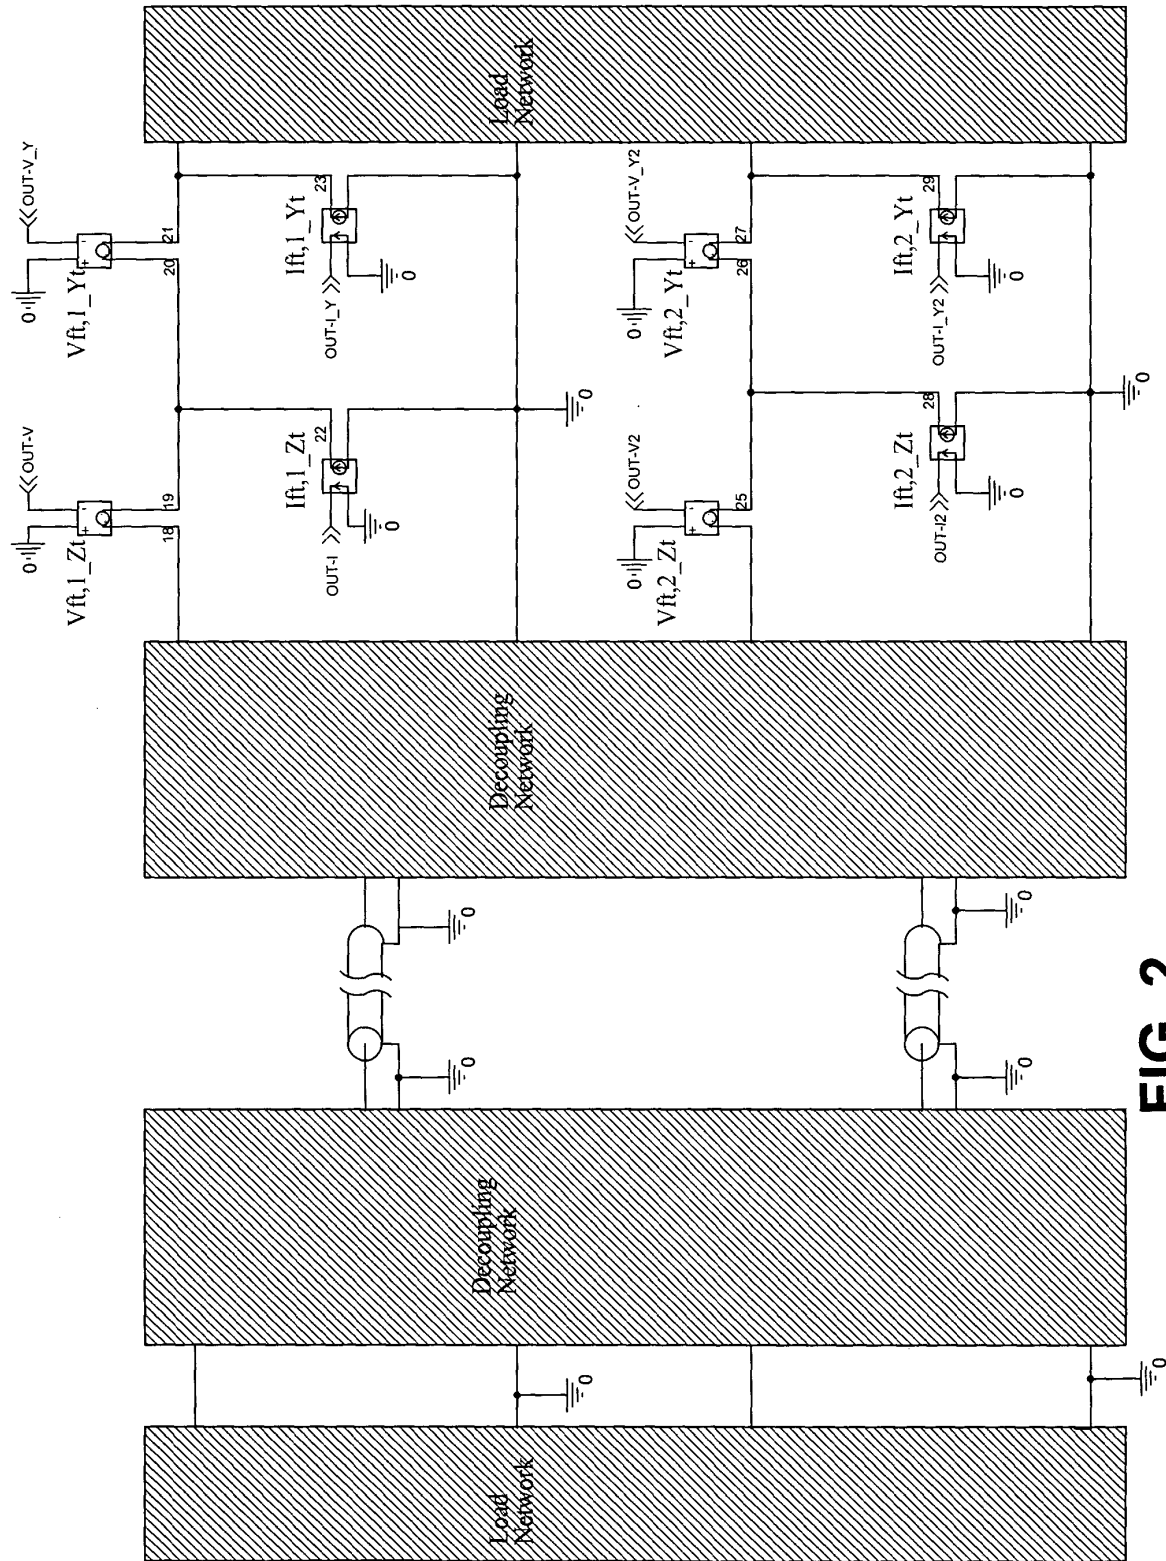 0
OUT-V
Vft,1_Zt
+
-
18
19
0
OUT-V_Y
Vft,1_Yt
+
-
20
21
Ift,1_Zt
22
OUT-I
0
Ift,1_Yt
23
OUT-I_Y
0
0
0
OUT-V2
Vft,2_Zt
+
-
25
0
OUT-V_Y2
Vft,2_Yt
+
-
26
27
Ift,2_Zt
28
OUT-I2
0
Ift,2_Yt
29
OUT-I_Y2
0
0
Load
Network
Decoupling
Network
Decoupling
Network
Load
Network
0
0
0
0
0
0
FIG. 2